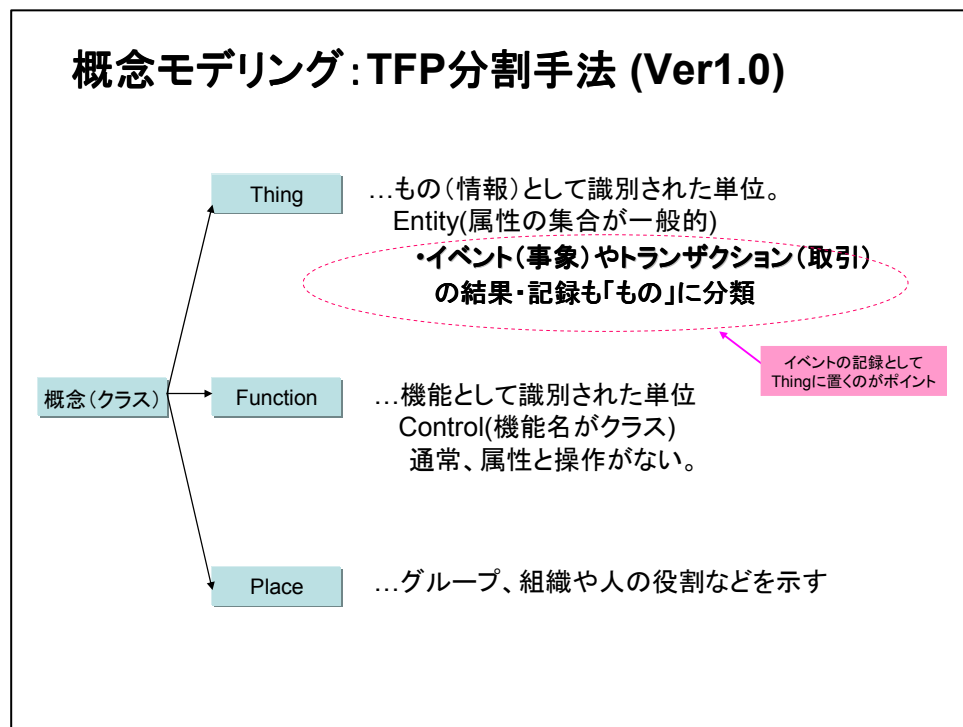 概念モデリング：TFP分割手法 (Ver1.0)
Thing
…もの（情報）として識別された単位。
Entity(属性の集合が一般的)
・イベント（事象）やトランザクション（取引）
の結果・記録も「もの」に分類
イベントの記録として
Thingに置くのがポイント
概念（クラス）
Function
…機能として識別された単位
Control(機能名がクラス)
通常、属性と操作がない。
Place
…グループ、組織や人の役割などを示す